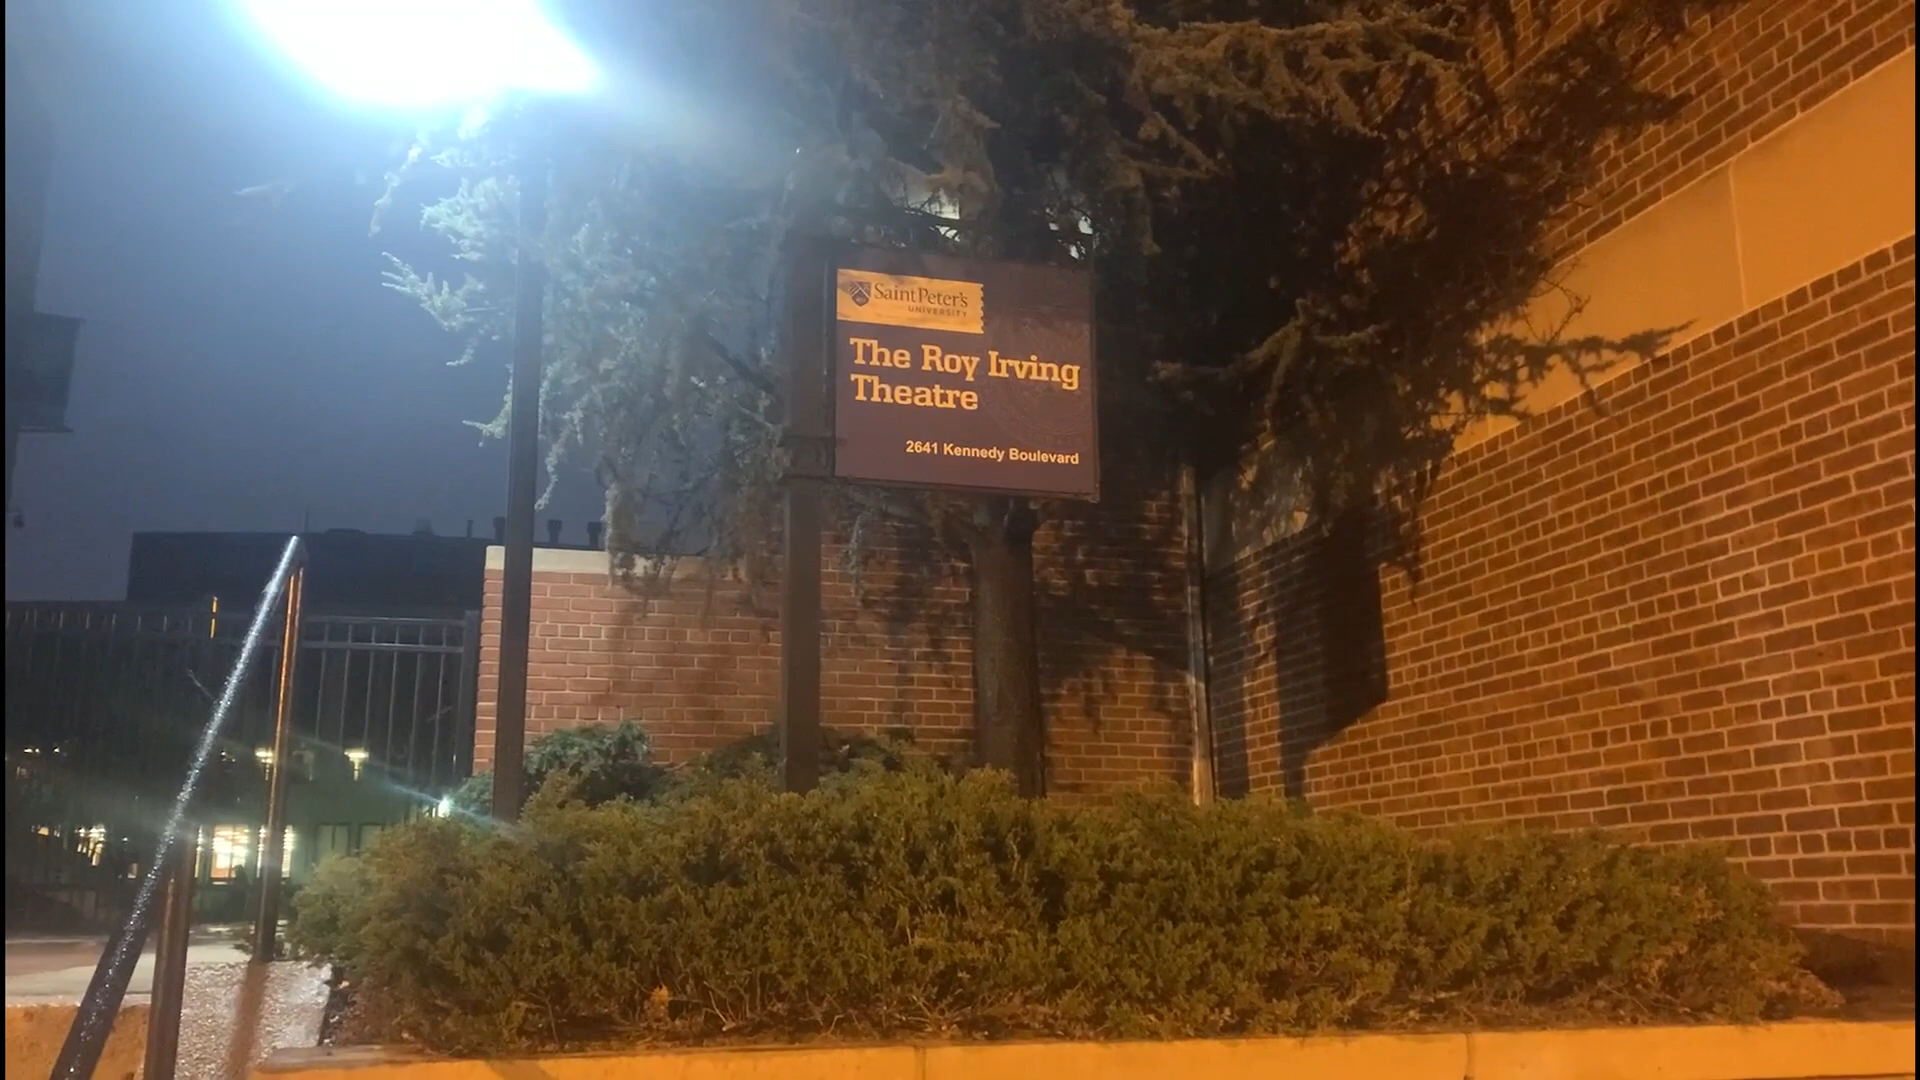 Saint Peter's
UNIVERSITY
The Roy Irving
Theatre
2641 Kennedy Boulevard